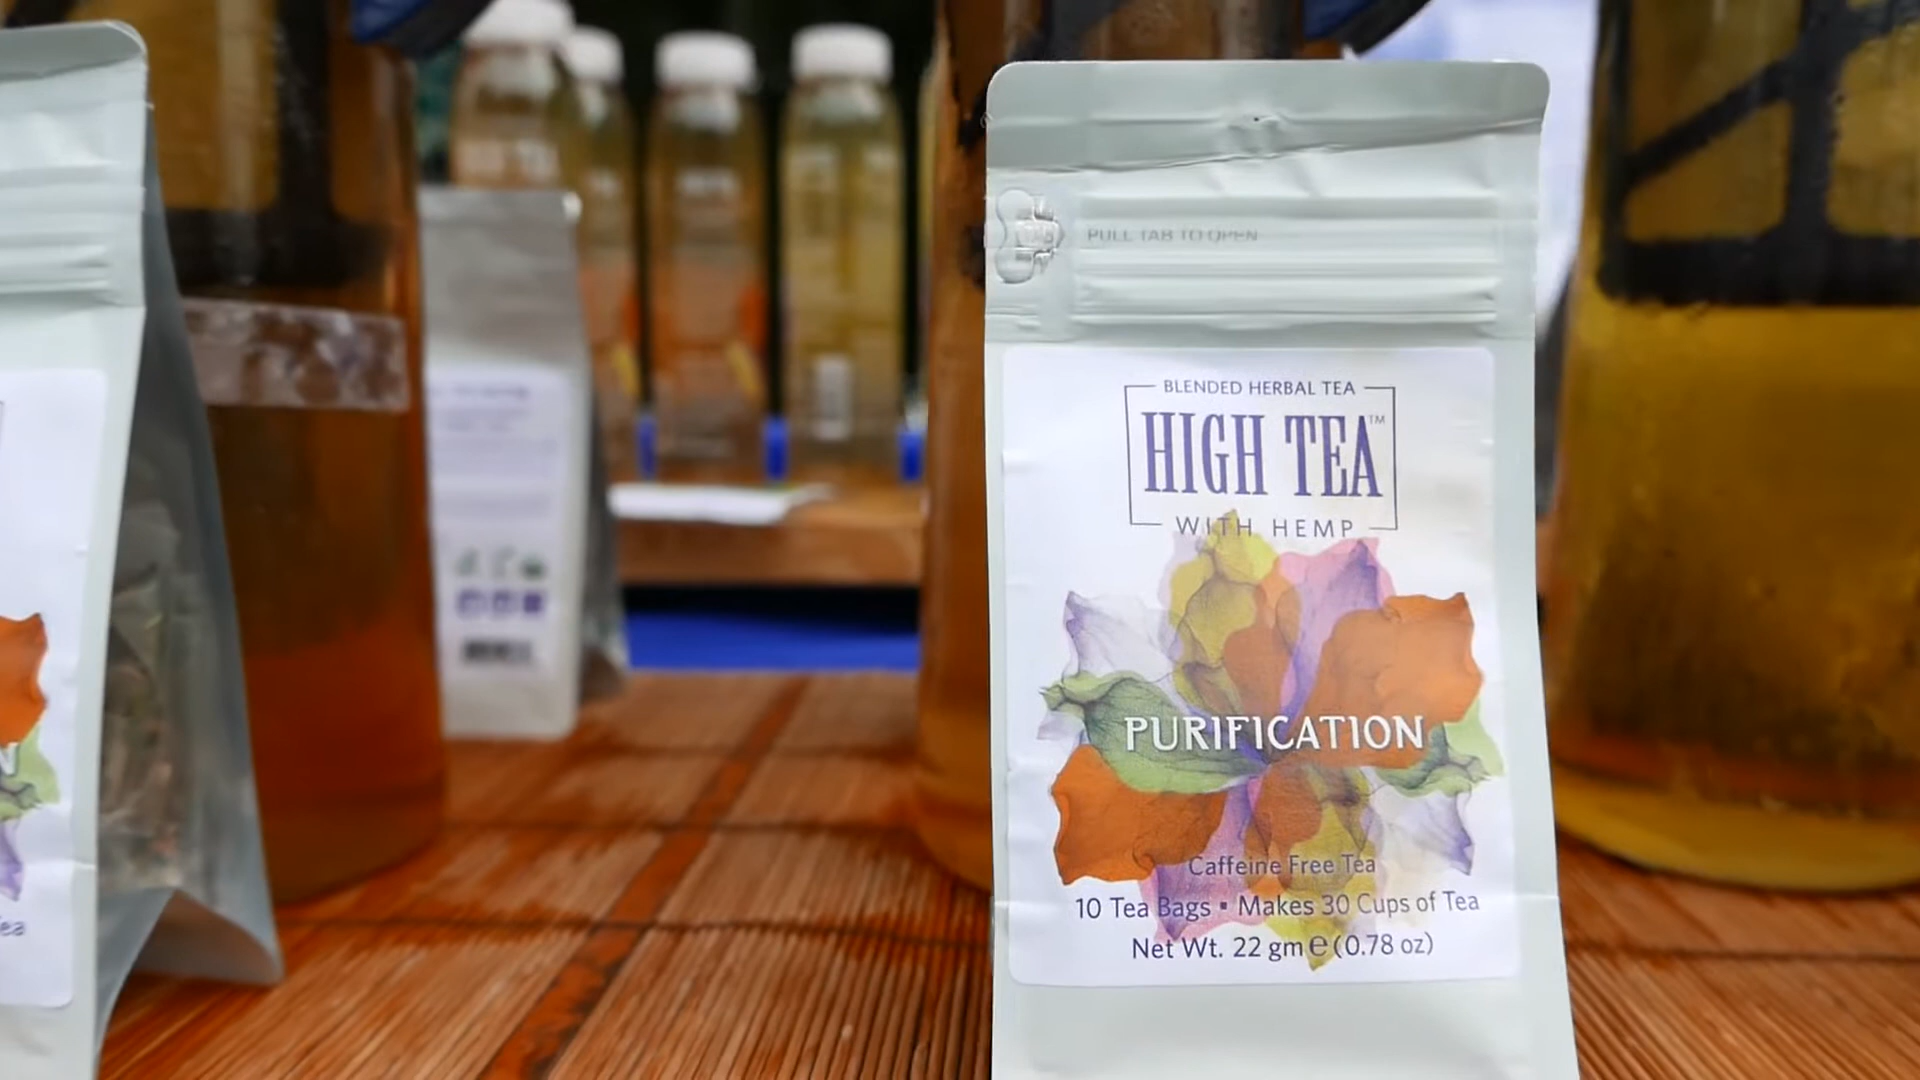 PULL TAB TO OPEN
BLENDED HERBAL TEA
HIGH TEA™
WITH HEMP
PURIFICATION
Caffeine Free Tea
10 Tea Bags ▪ Makes 30 Cups of Tea
Net Wt. 22 gm ℮ (0.78 oz)